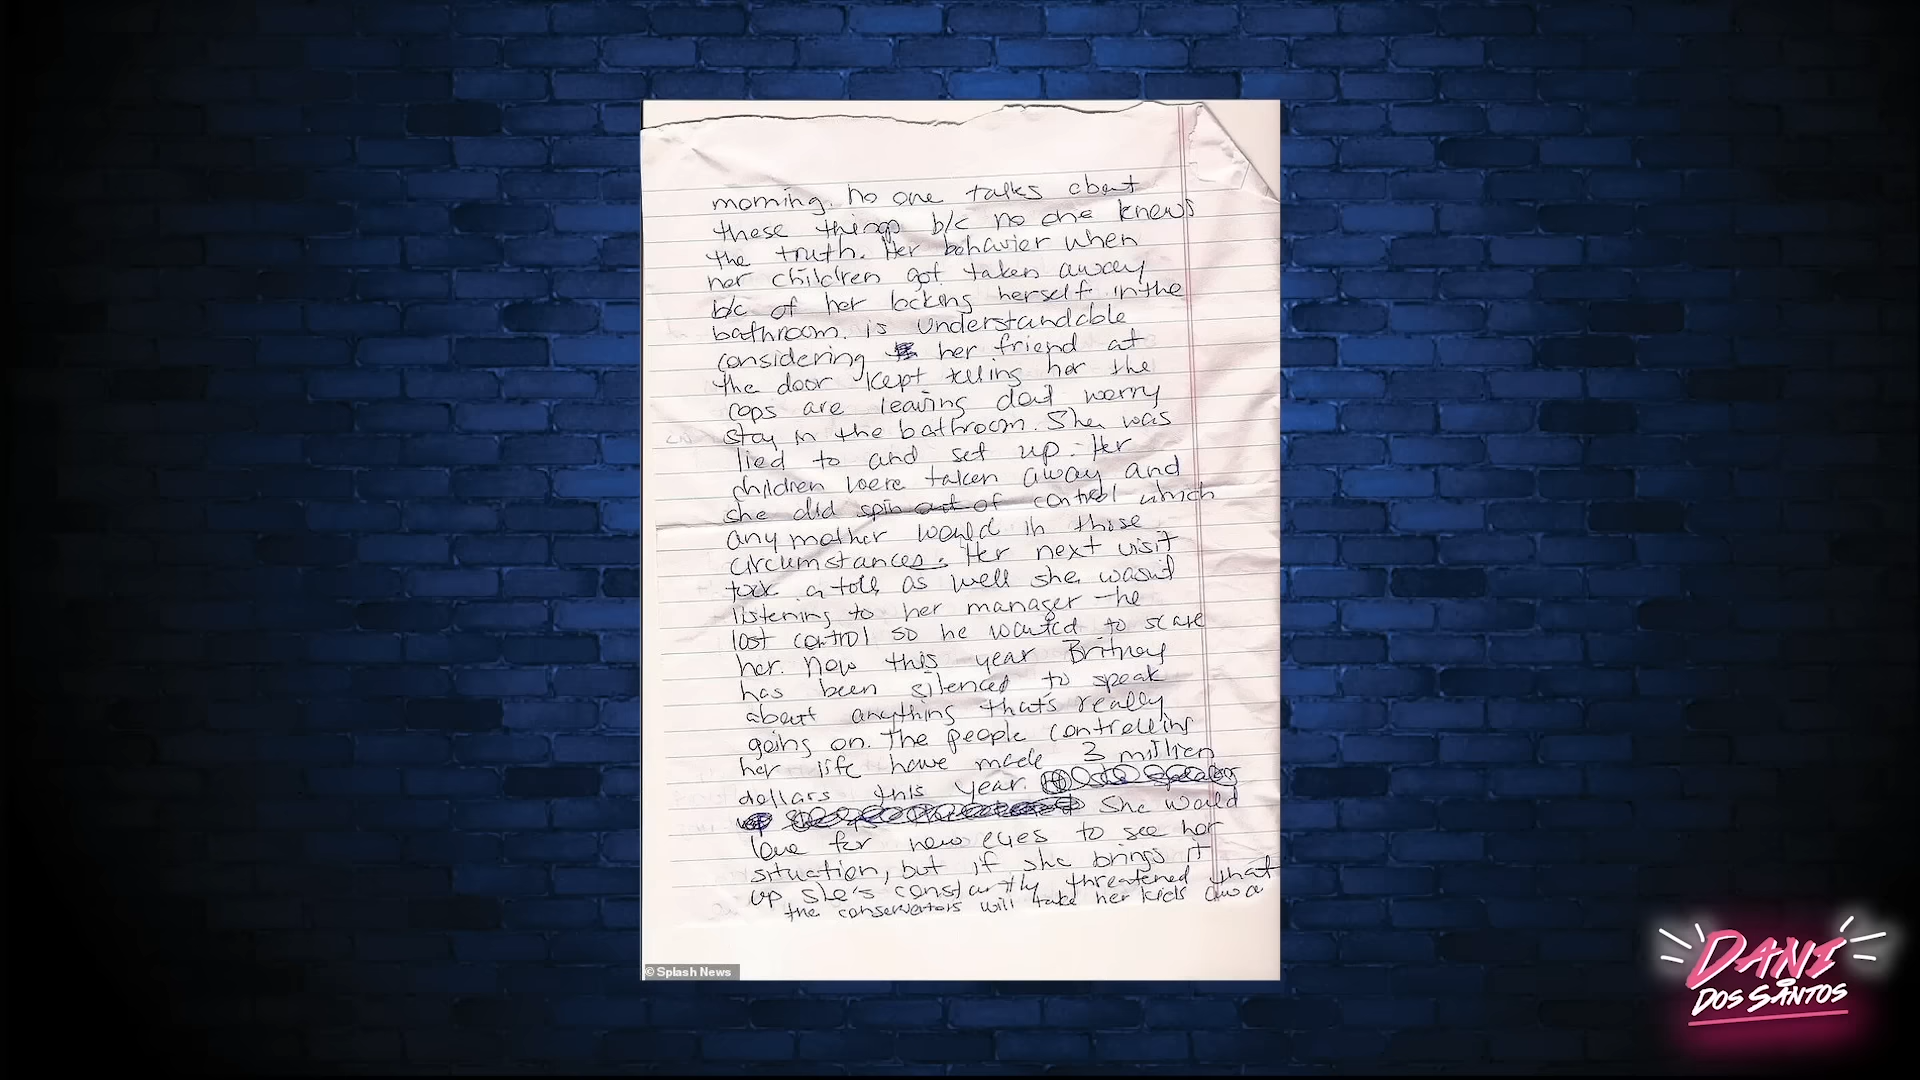 morning. no one talks about
these things b/c no one knows
the truth. Her behavior when
her children got taken away
b/c of her locking herself in the
bathroom. is understandable
considering her friend at
the door kept telling her the
cops are leaving dont worry
stay in the bathroom. She was
lied to and set up. Her
children were taken away and
she did spin out of control which
any mother would in those
circumstances. Her next visit
took a toll as well she wasn't
listening to her manager - he
lost control so he wanted to scare
her. Now this year Britney
has been silenced to speak
about anything that's really
going on. The people controlling
her life have made 3 million
dollars this year.
She would
love for new eyes to see her
situation, but if she brings it
up she's constantly threatened that
the conservators will take her kids awa
© Splash News
DANI
DOS SANTOS